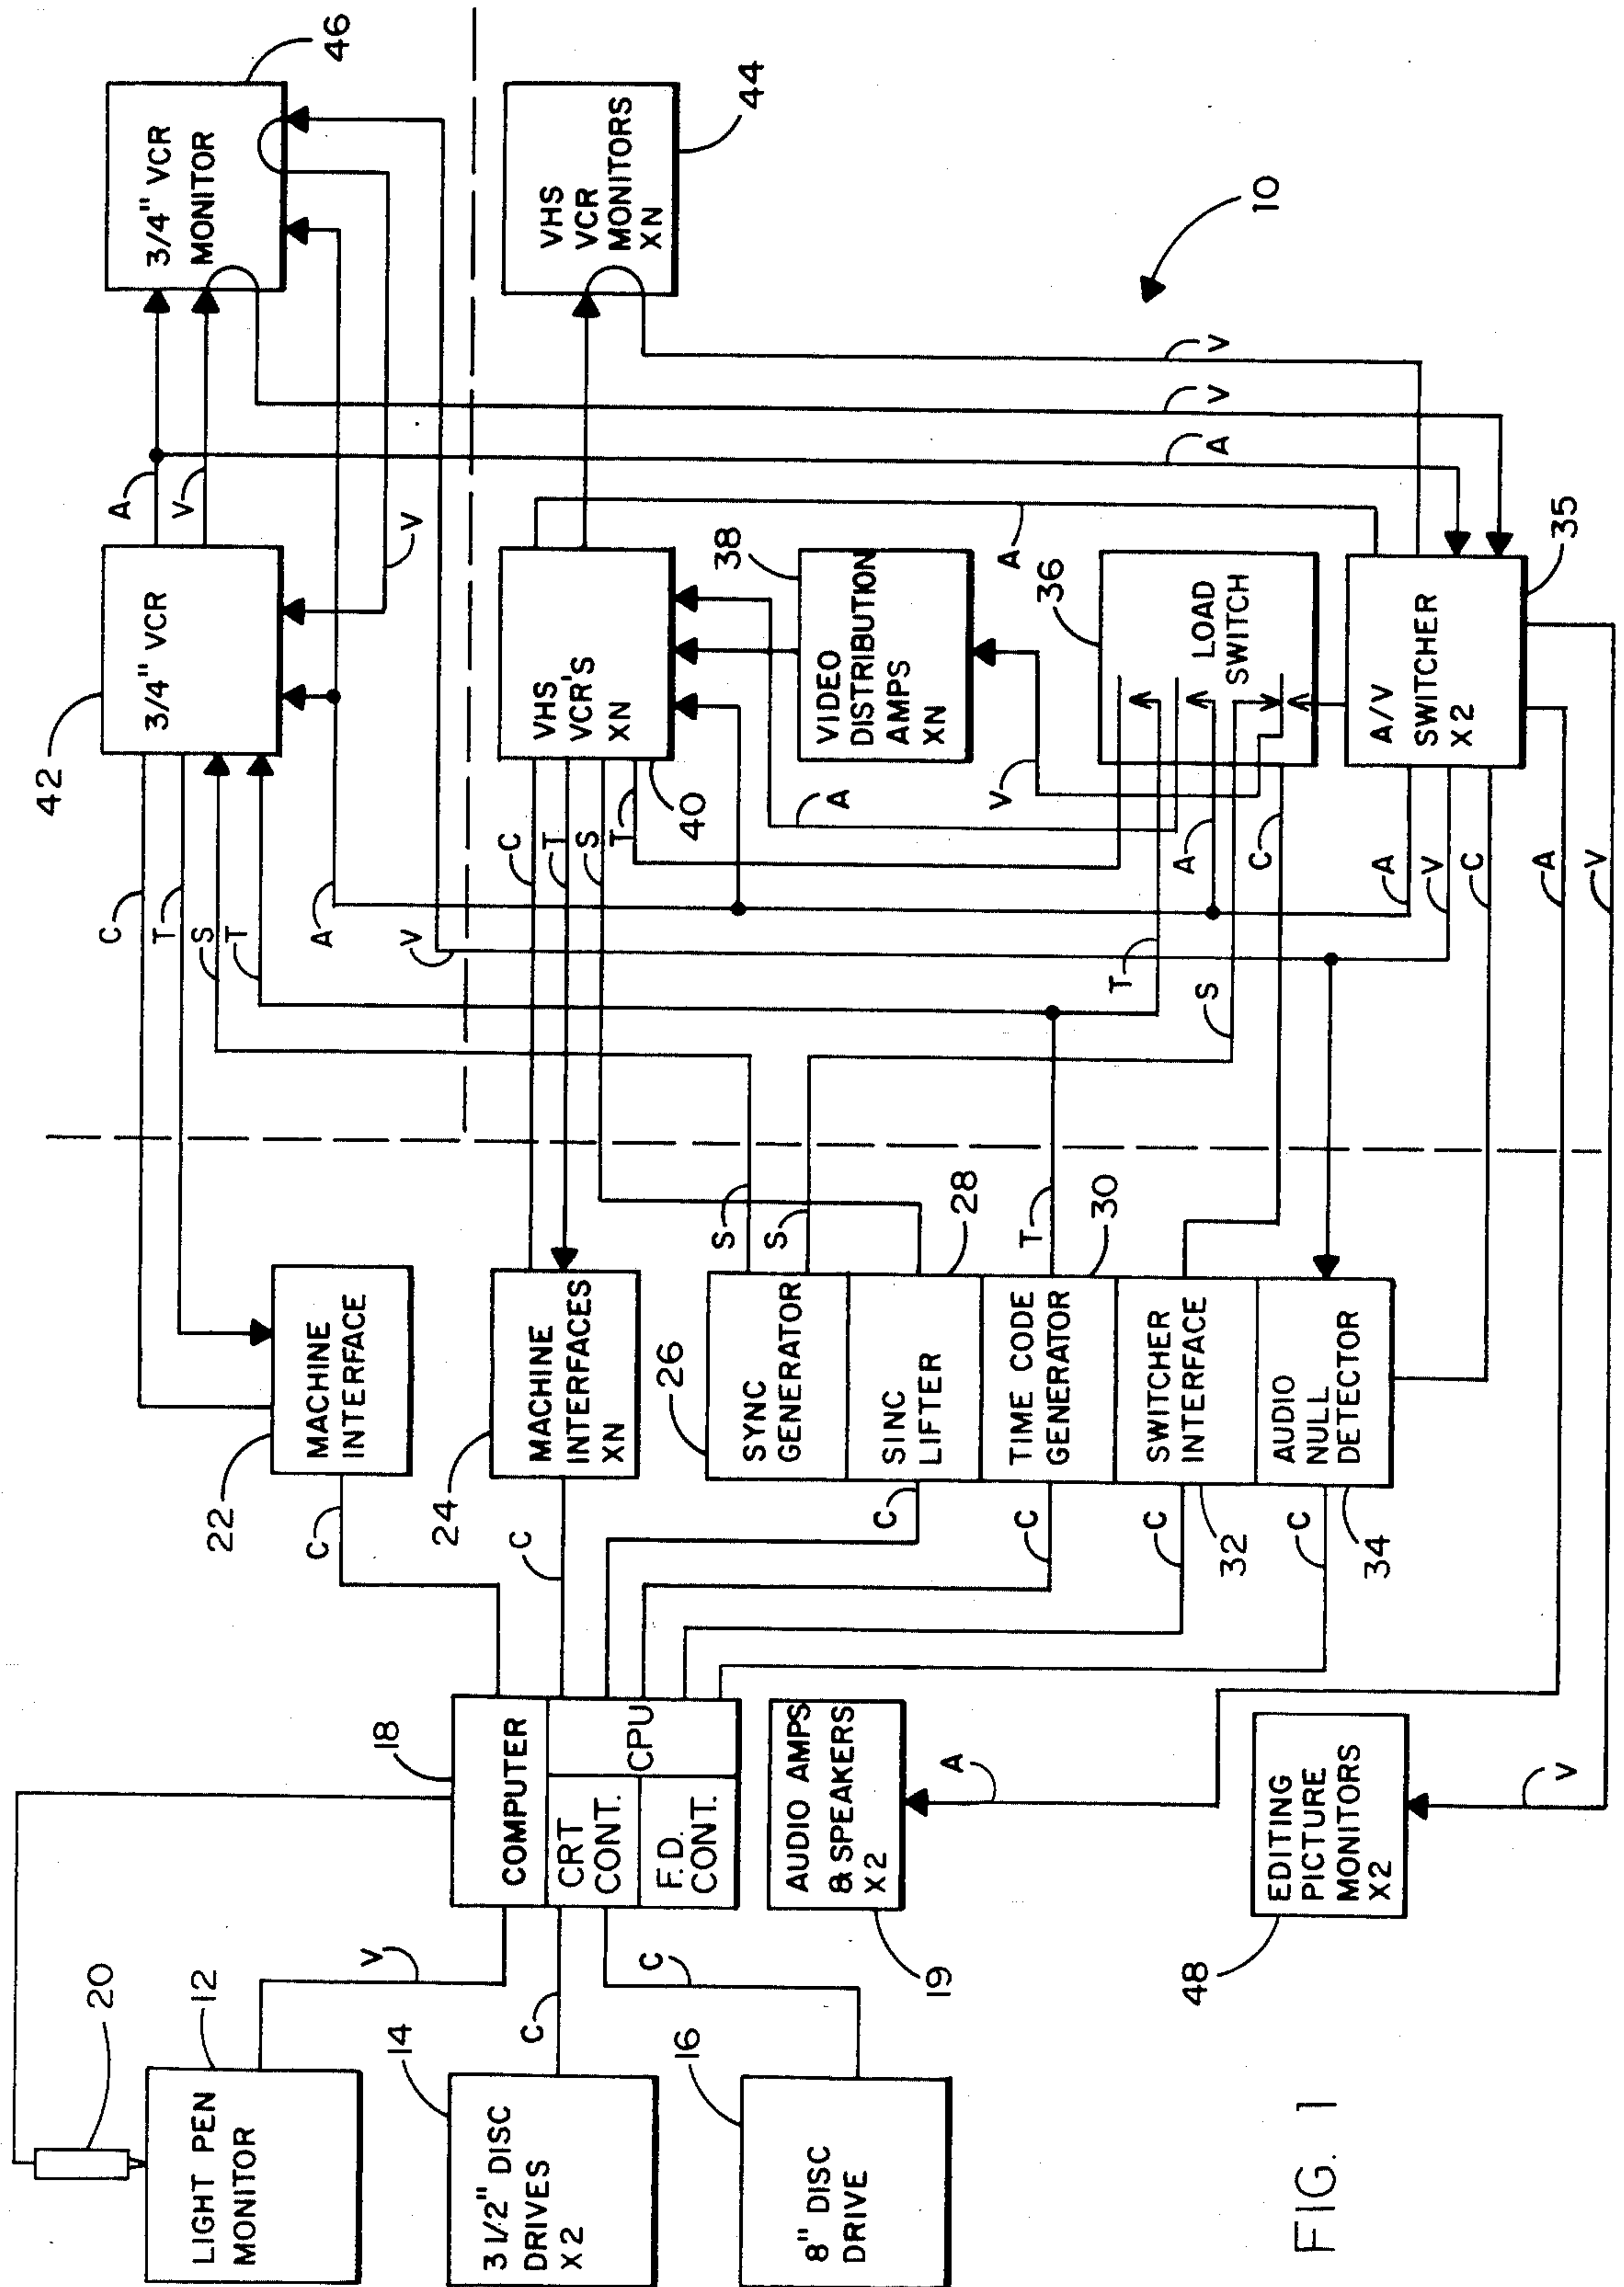 20
12
LIGHT PEN
MONITOR
14
3 1/2" DISC
DRIVES
X2
16
8" DISC
DRIVE
V
C
C
18
COMPUTER
CRT
CONT.
CPU
F.D.
CONT.
AUDIO AMPS
& SPEAKERS
X2
19
EDITING
PICTURE
MONITORS
X2
48
A
V
C
C
C
C
C
C
22
MACHINE
INTERFACE
24
MACHINE
INTERFACES
XN
26
SYNC
GENERATOR
SINC
LIFTER
28
TIME CODE
GENERATOR
30
SWITCHER
INTERFACE
32
AUDIO
NULL
DETECTOR
34
S
S
T
C
T
S
T
A
V
C
T
S
T
A
T
S
A
V
C
A
V
C
A
V
42
3/4" VCR
VHS
VCR'S
XN
40
38
VIDEO
DISTRIBUTION
AMPS
XN
36
LOAD
SWITCH
A/V
SWITCHER
X2
35
A
V
V
A
A
V
V
3/4" VCR
MONITOR
46
VHS
VCR
MONITORS
XN
44
10
FIG. 1